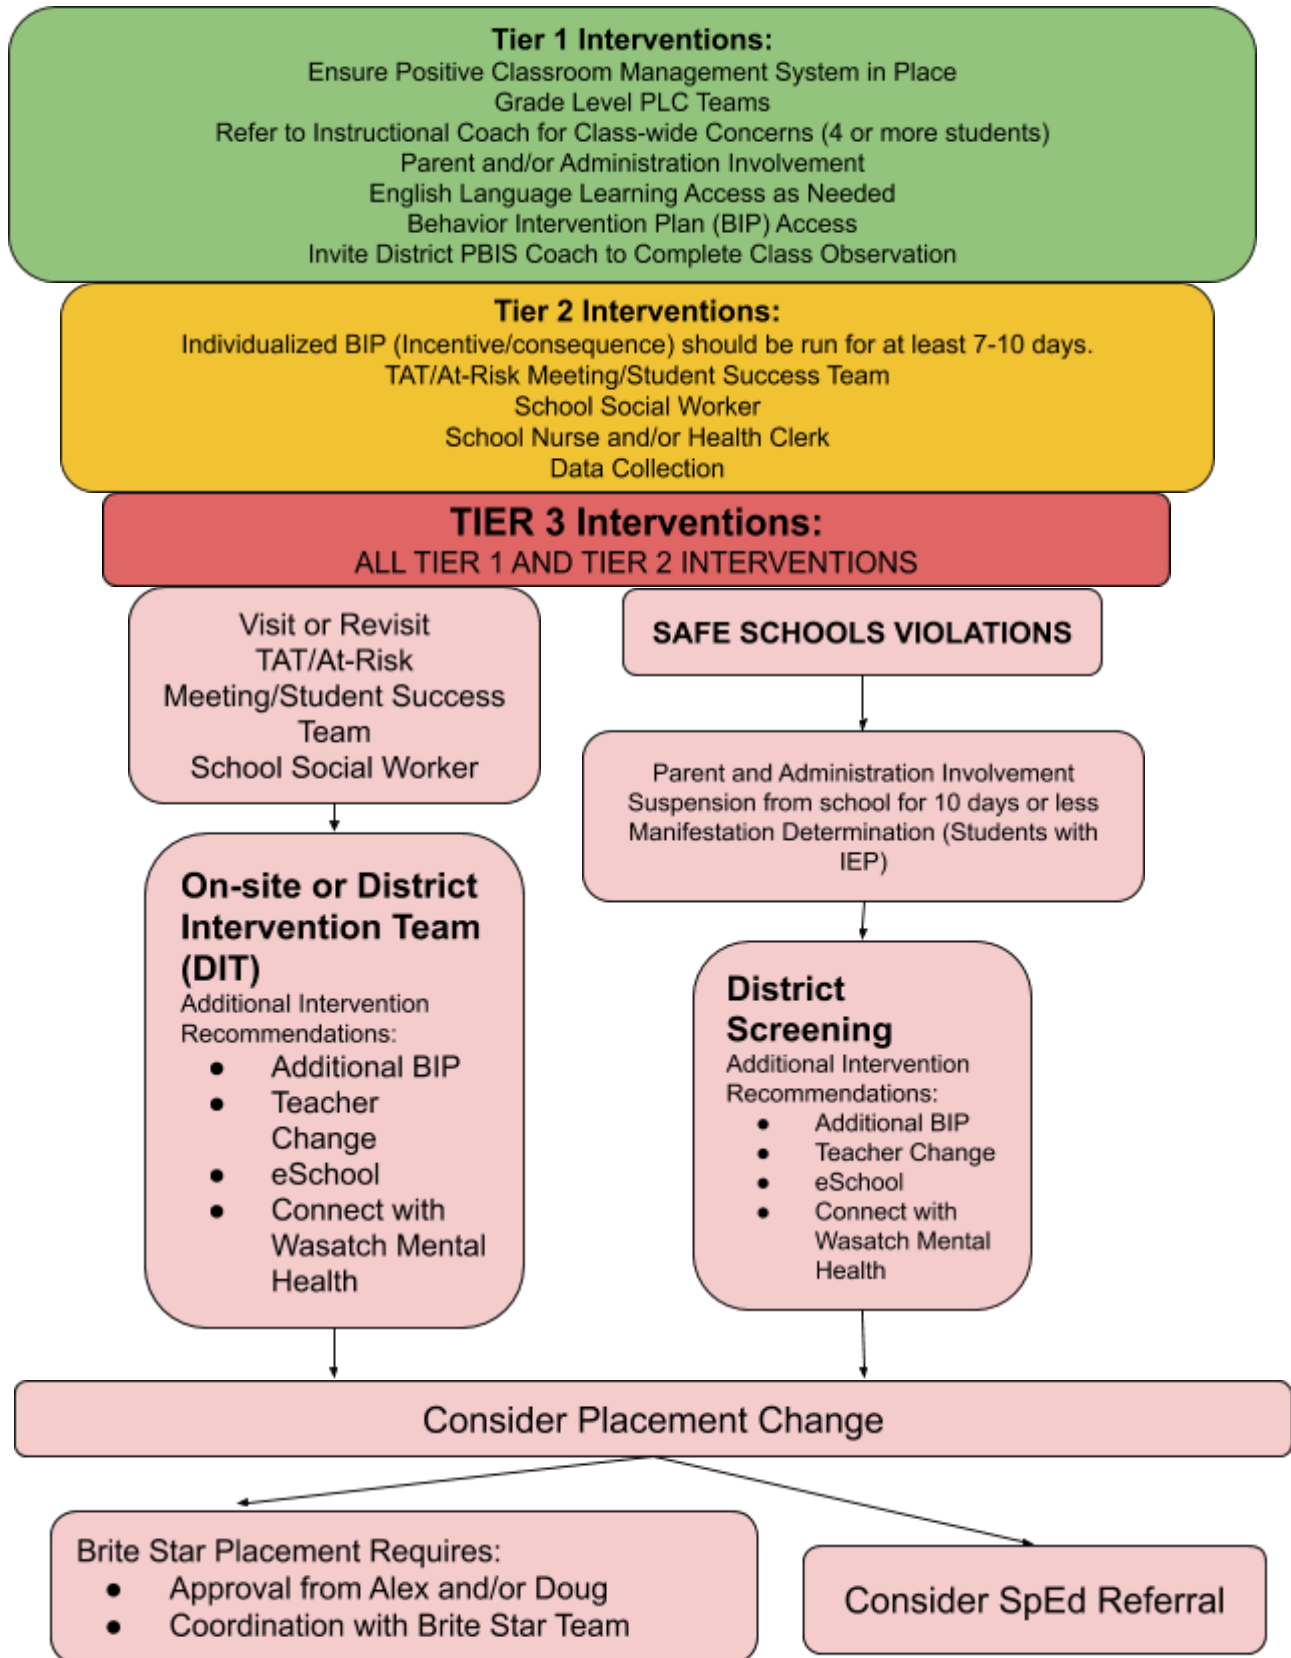 Tier 1 Interventions:
Ensure Positive Classroom Management System in Place
Grade Level PLC Teams
Refer to Instructional Coach for Class-wide Concerns (4 or more students)
Parent and/or Administration Involvement
English Language Learning Access as Needed
Behavior Intervention Plan (BIP) Access
Invite District PBIS Coach to Complete Class Observation
Tier 2 Interventions:
Individualized BIP (Incentive/consequence) should be run for at least 7-10 days.
TAT/At-Risk Meeting/Student Success Team
School Social Worker
School Nurse and/or Health Clerk
Data Collection
TIER 3 Interventions:
ALL TIER 1 AND TIER 2 INTERVENTIONS
Visit or Revisit
TAT/At-Risk
Meeting/Student Success
Team
School Social Worker
On-site or District
Intervention Team
(DIT)
Additional Intervention
Recommendations:
● Additional BIP
● Teacher
Change
● eSchool
● Connect with
Wasatch Mental
Health
SAFE SCHOOLS VIOLATIONS
Parent and Administration Involvement
Suspension from school for 10 days or less
Manifestation Determination (Students with
IEP)
District
Screening
Additional Intervention
Recommendations:
● Additional BIP
● Teacher Change
● eSchool
● Connect with
Wasatch Mental
Health
Consider Placement Change
Brite Star Placement Requires:
● Approval from Alex and/or Doug
● Coordination with Brite Star Team
Consider SpEd Referral